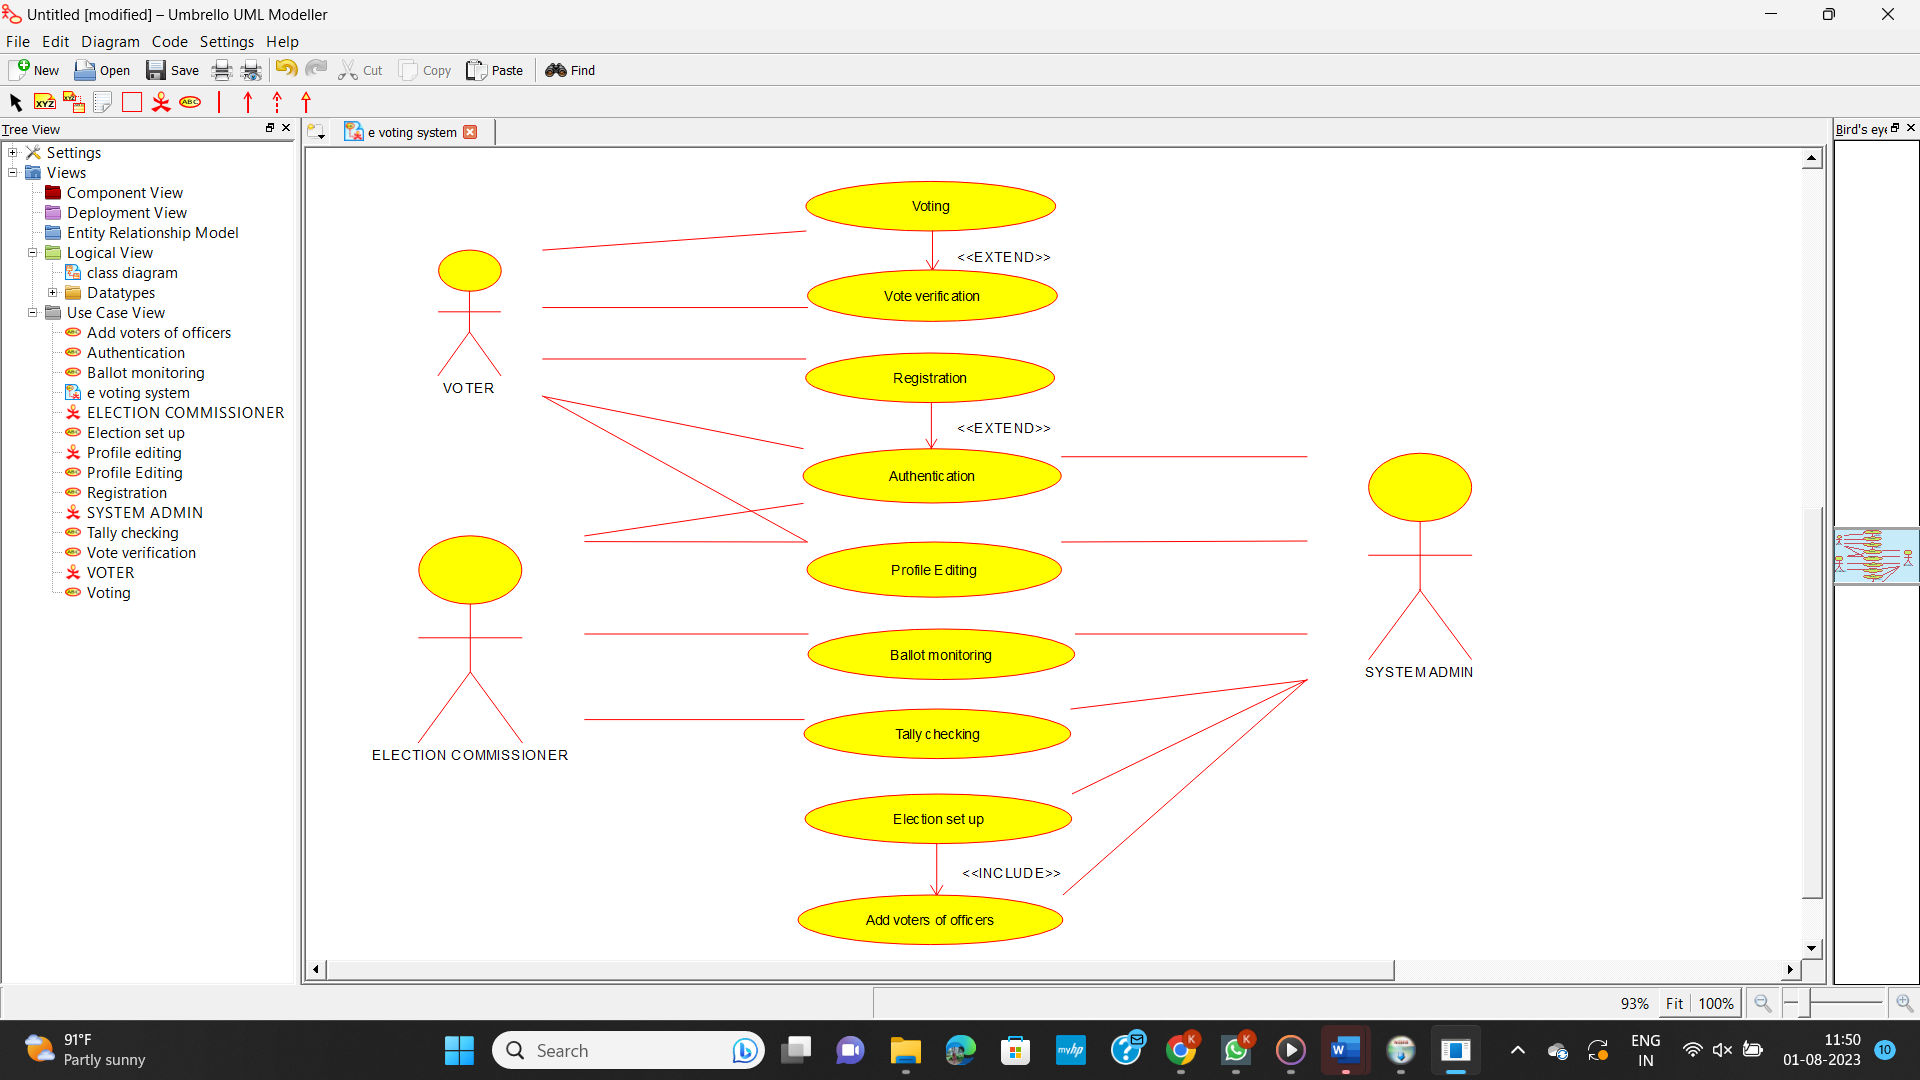 Untitled [modified] – Umbrello UML Modeller
File Edit Diagram Code Settings Help
New Open Save Cut Copy Paste Find
XYZ XYZ ABC
Tree View
e voting system
Bird's eye
Settings
Views
Component View
Deployment View
Entity Relationship Model
Logical View
class diagram
Datatypes
Use Case View
Add voters of officers
Authentication
Ballot monitoring
e voting system
ELECTION COMMISSIONER
Election set up
Profile editing
Profile Editing
Registration
SYSTEM ADMIN
Tally checking
Vote verification
VOTER
Voting
Voting
<<EXTEND>>
Vote verification
VOTER
Registration
<<EXTEND>>
Authentication
Profile Editing
Ballot monitoring
SYSTEM ADMIN
Tally checking
ELECTION COMMISSIONER
Election set up
<<INCLUDE>>
Add voters of officers
93% Fit 100%
91°F
Partly sunny
Search
myhp
K
K
ENG
IN
11:50
01-08-2023
10